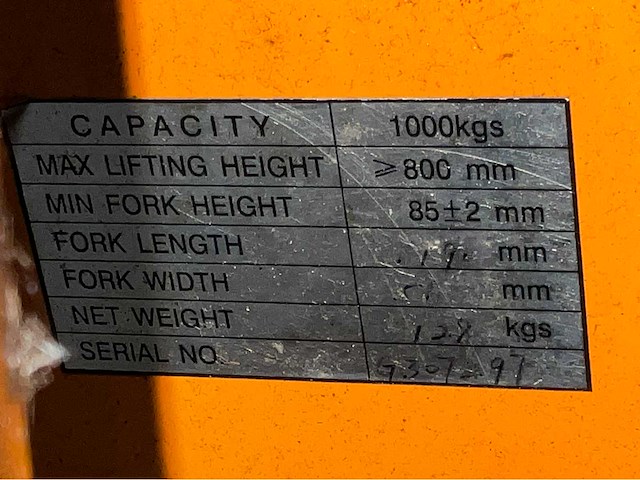 CAPACITY 1000kgs
MAX LIFTING HEIGHT ≥800 mm
MIN FORK HEIGHT 85±2 mm
FORK LENGTH mm
FORK WIDTH mm
NET WEIGHT 128 kgs
SERIAL NO.